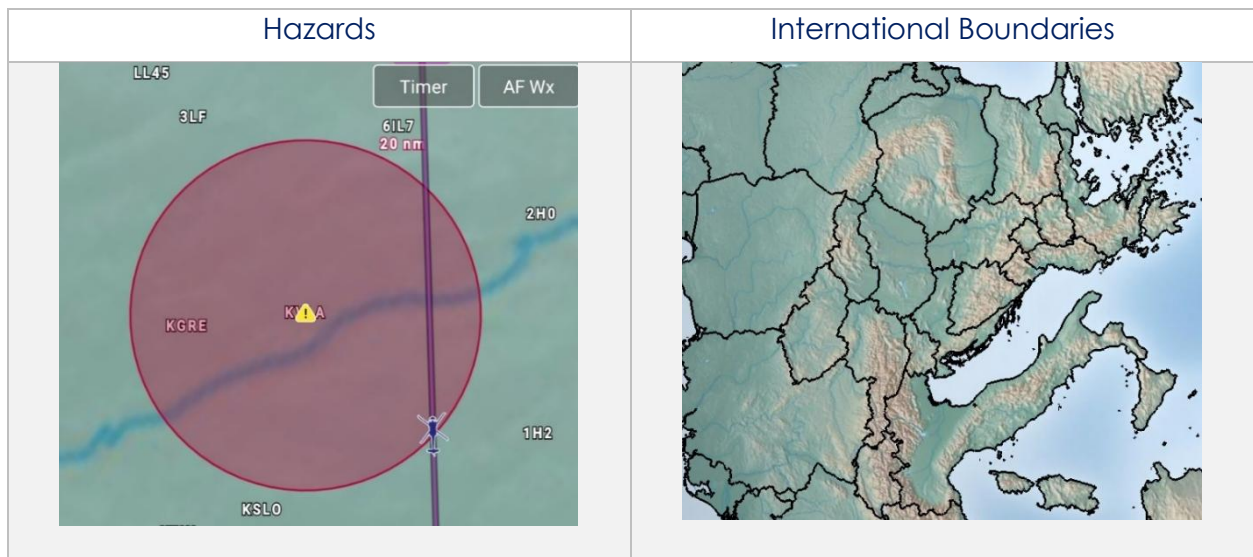 Hazards
International Boundaries
LL45
Timer
AF Wx
3LF
6IL7
20 nm
2H0
KGRE
1H2
KSLO